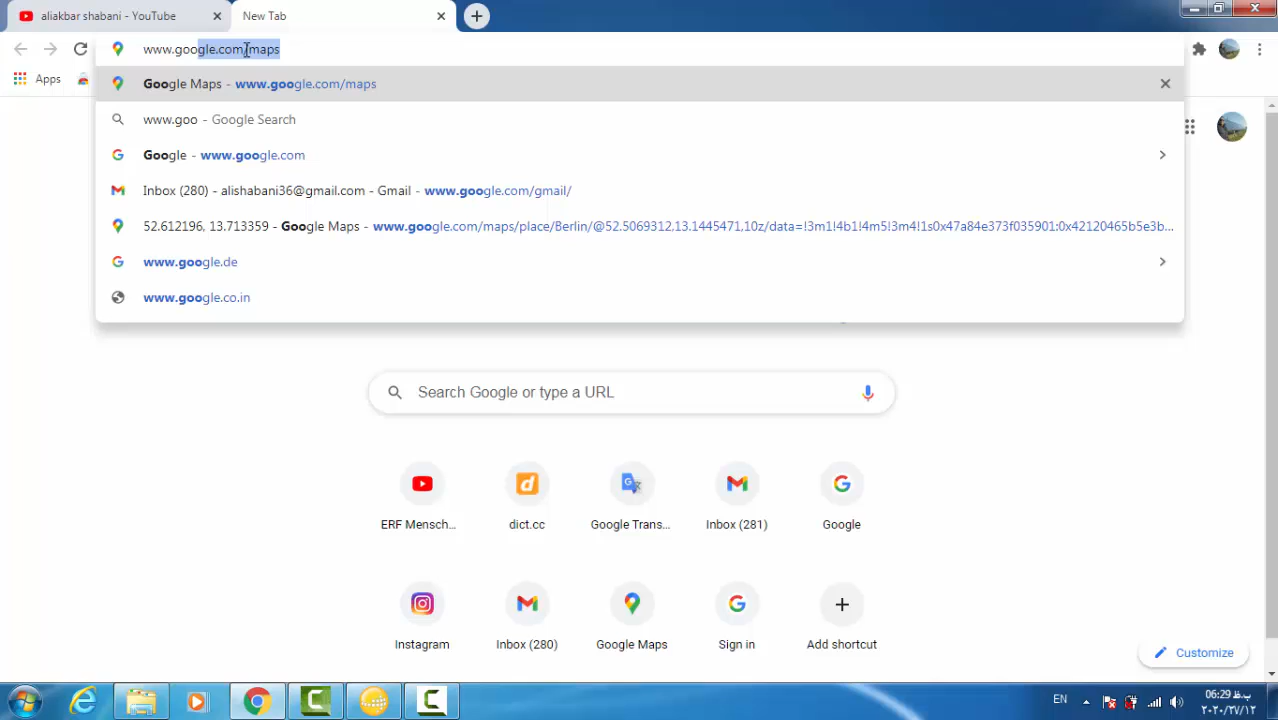 aliakbar shabani - YouTube
New Tab
www.google.com/maps
Apps
Google Maps - www.google.com/maps
www.goo - Google Search
Google - www.google.com
Inbox (280) - alishabani36@gmail.com - Gmail - www.google.com/gmail/
52.612196, 13.713359 - Google Maps - www.google.com/maps/place/Berlin/@52.5069312,13.1445471,10z/data=!3m1!4b1!4m5!3m4!1s0x47a84e373f035901:0x42120465b5e3b...
www.google.de
www.google.co.in
Search Google or type a URL
ERF Mensch...
dict.cc
Google Trans...
Inbox (281)
Google
Instagram
Inbox (280)
Google Maps
Sign in
Add shortcut
Customize
EN
06:29 ب.ظ
۲۰۲۰/۲۷/۱۲